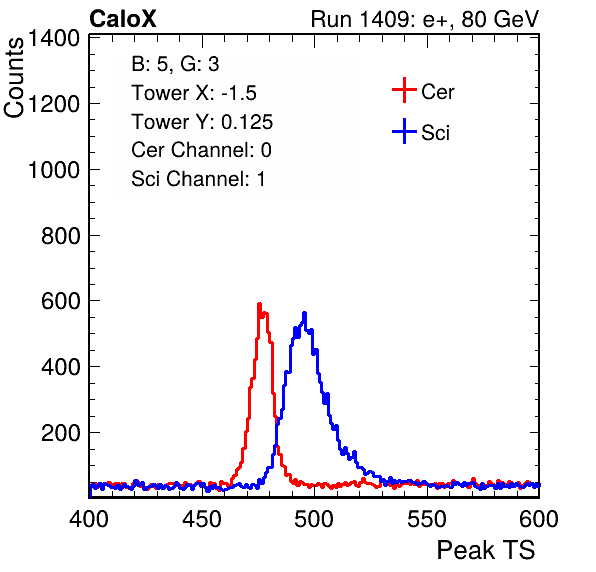 CaloX Run 1409: e+, 80 GeV
Counts
1400
1200
1000
800
600
400
200
B: 5, G: 3
Tower X: -1.5
Tower Y: 0.125
Cer Channel: 0
Sci Channel: 1
Cer
Sci
400 450 500 550 600
Peak TS